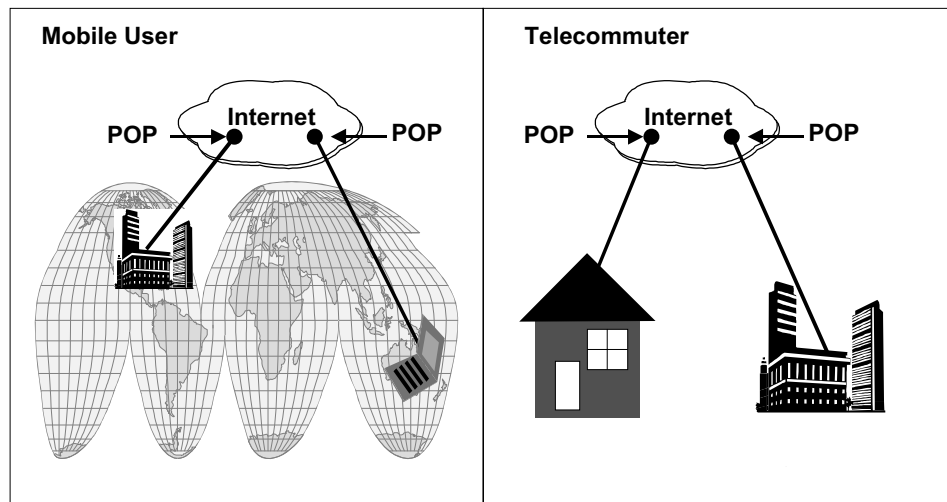 Mobile User
Internet
POP
POP
Telecommuter
Internet
POP
POP